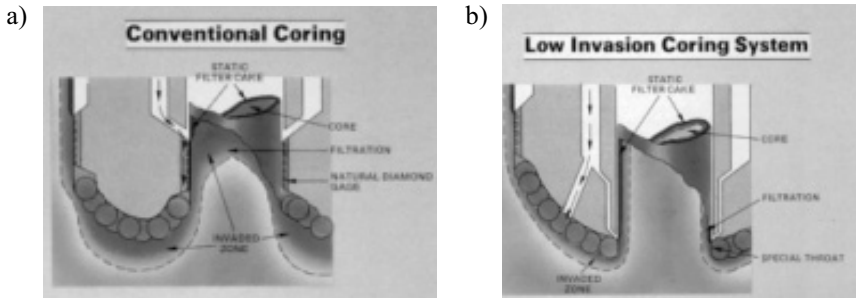 a)
Conventional Coring
STATIC
FILTER CAKE
CORE
FILTRATION
NATURAL DIAMOND
GAGE
INVADED
ZONE
b)
Low Invasion Coring System
STATIC
FILTER CAKE
CORE
FILTRATION
SPECIAL THROAT
INVADED
ZONE